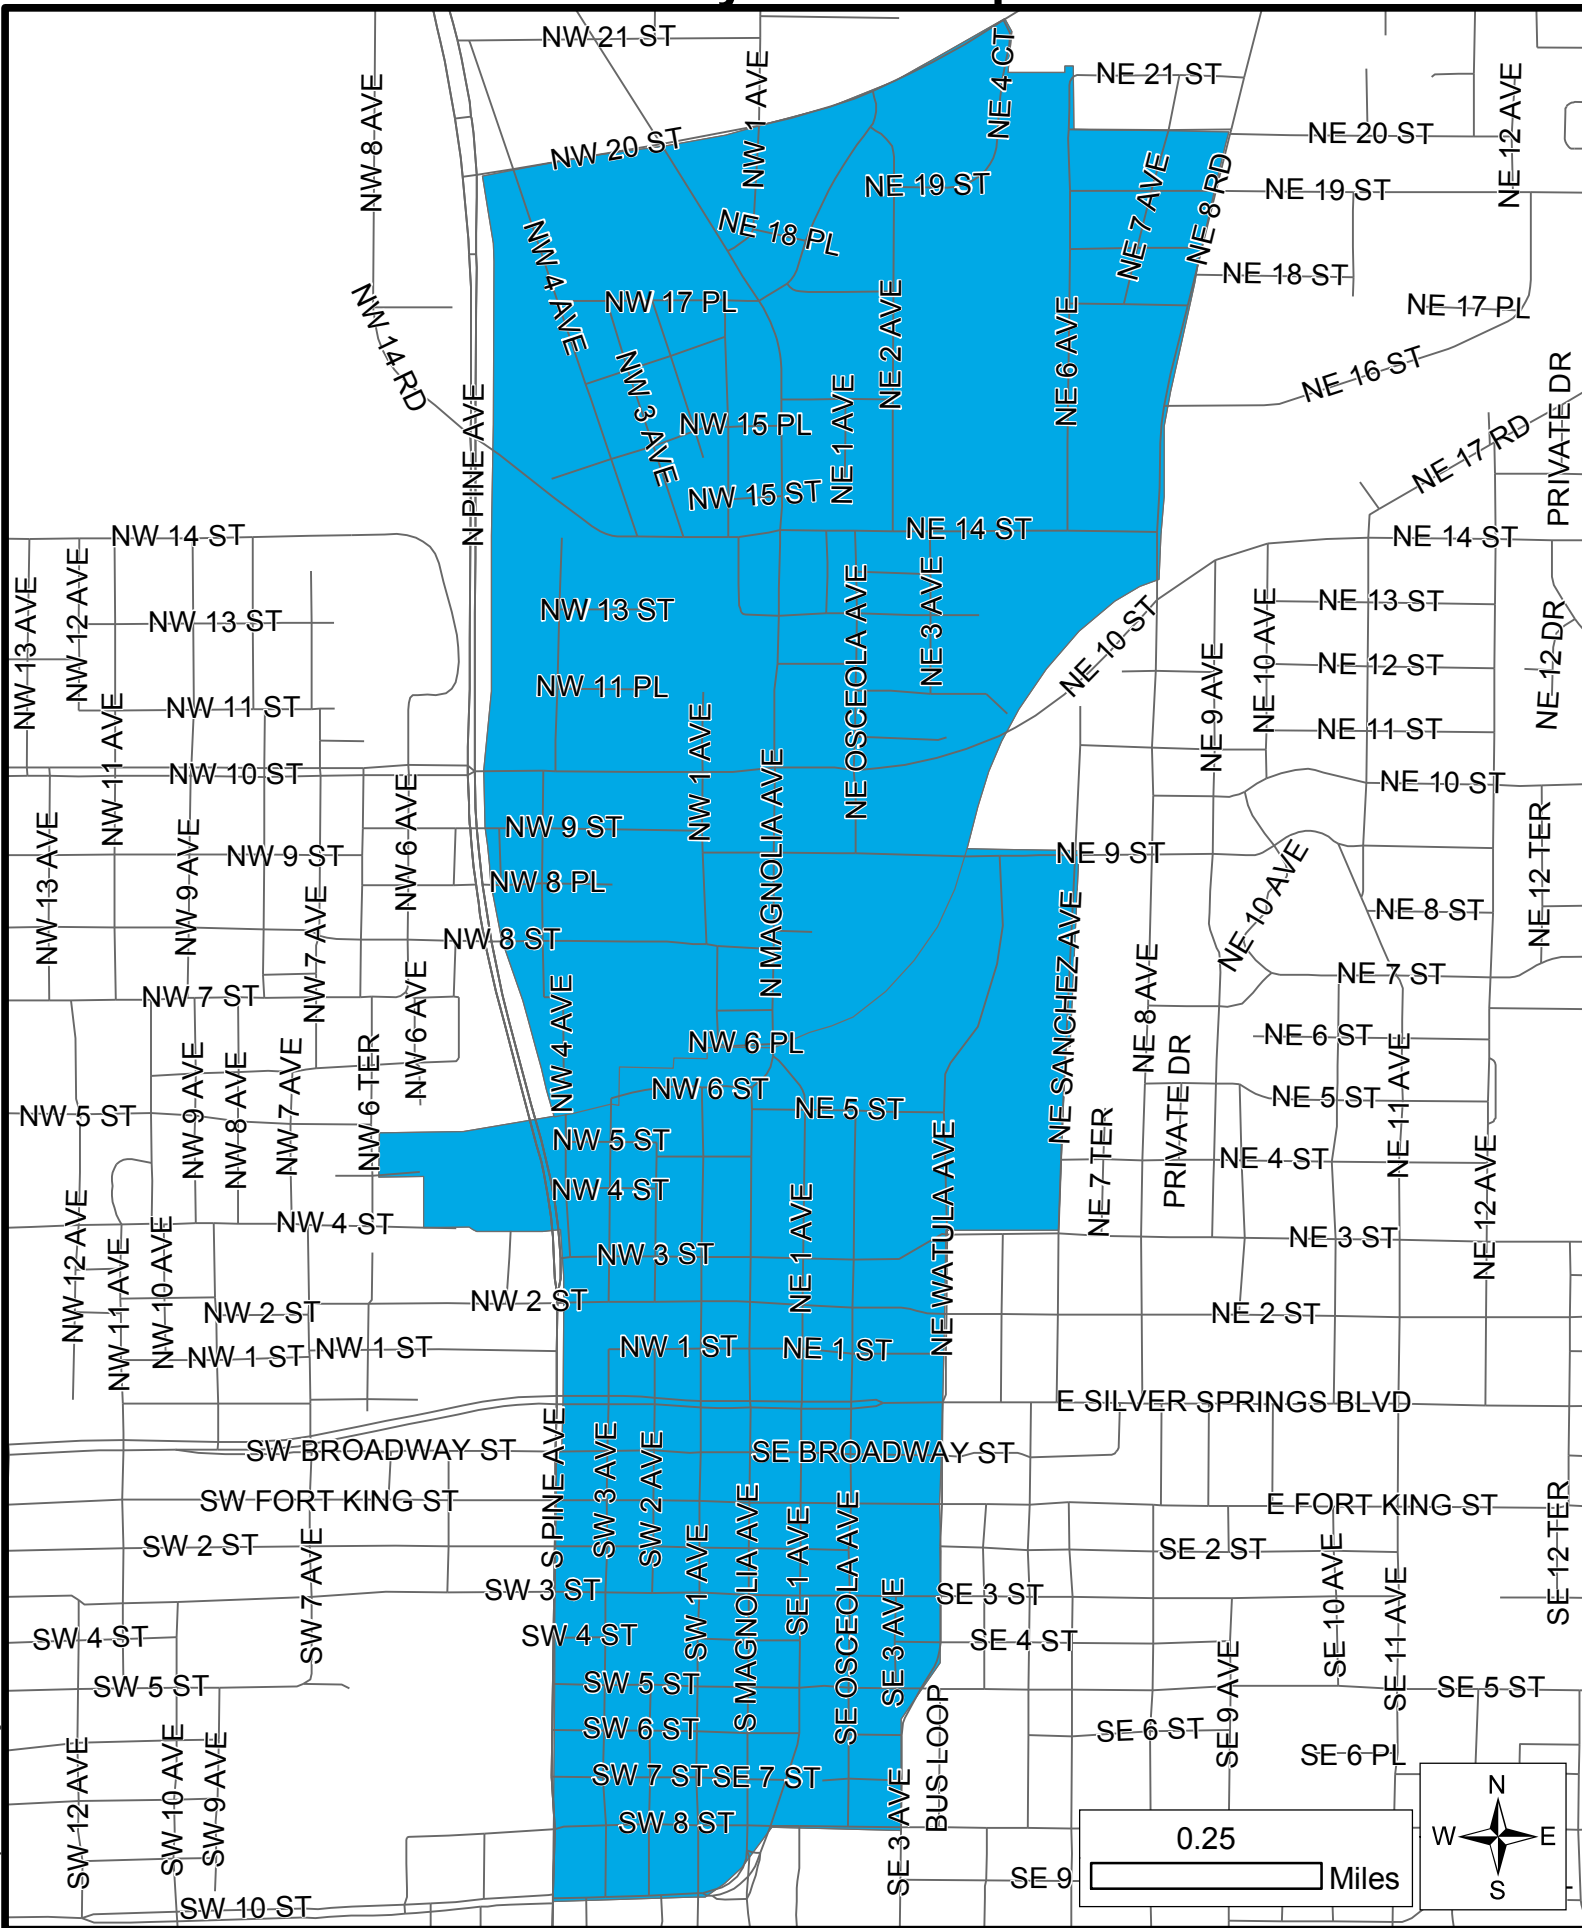 NW 21 ST
NE 4 CT
NE 21 ST
NW 1 AVE
NW 8 AVE
NE 12 AVE
NW 20 ST
NE 20 ST
NE 19 ST
NE 7 AVE
NE 8 RD
NE 19 ST
NE 18 PL
NW 4 AVE
NE 18 ST
NW 17 PL
NE 2 AVE
NE 6 AVE
NE 17 PL
NW 14 RD
NW 3 AVE
NE 16 ST
PRIVATE DR
N PINE AVE
NE 1 AVE
NW 15 PL
NE 17 RD
NW 15 ST
NW 14 ST
NE 14 ST
NE 14 ST
NW 13 AVE
NW 12 AVE
NW 13 ST
NW 13 ST
NE OSCEOLA AVE
NE 3 AVE
NE 10 ST
NE 10 AVE
NE 13 ST
NE 12 DR
NE 9 AVE
NE 12 ST
NW 11 PL
NW 11 ST
NW 11 AVE
NW 1 AVE
NE 11 ST
NW 10 ST
N MAGNOLIA AVE
NE 10 ST
NW 6 AVE
NW 13 AVE
NW 9 AVE
NW 9 ST
NW 9 ST
NE 9 ST
NE 12 TER
NE 10 AVE
NW 8 PL
NW 7 AVE
NE 8 ST
NW 8 ST
NE SANCHEZ AVE
NE 8 AVE
NE 7 ST
NW 7 ST
NW 6 AVE
NW 4 AVE
NW 6 PL
NE 6 ST
NW 9 AVE
NW 8 AVE
NW 7 AVE
NW 6 TER
NE 11 AVE
PRIVATE DR
NW 6 ST
NE 5 ST
NE 5 ST
NW 5 ST
NW 5 ST
NE 7 TER
NE WATULA AVE
NE 4 ST
NE 12 AVE
NW 4 ST
NW 12 AVE
NW 4 ST
NE 1 AVE
NE 3 ST
NW 11 AVE
NW 10 AVE
NW 3 ST
NW 2 ST
NW 2 ST
NE 2 ST
NW 1 ST
NW 1 ST
NW 1 ST
NE 1 ST
E SILVER SPRINGS BLVD
SW BROADWAY ST
SE BROADWAY ST
S PINE AVE
SW 3 AVE
SW 2 AVE
SW FORT KING ST
E FORT KING ST
S MAGNOLIA AVE
SE OSCEOLA AVE
SE 12 TER
SW 2 ST
SE 2 ST
SW 7 AVE
SW 1 AVE
SE 1 AVE
SE 10 AVE
SE 11 AVE
SW 3 ST
SE 3 ST
SE 3 AVE
SW 4 ST
SW 4 ST
SE 4 ST
SW 5 ST
SW 5 ST
SE 9 AVE
SE 5 ST
SW 6 ST
SE 6 ST
BUS LOOP
SE 6 PL
SW 12 AVE
SW 10 AVE
SW 9 AVE
SW 7 ST
SE 7 ST
SE 3 AVE
SW 8 ST
0.25
Miles
N
W
E
S
SE 9
SW 10 ST